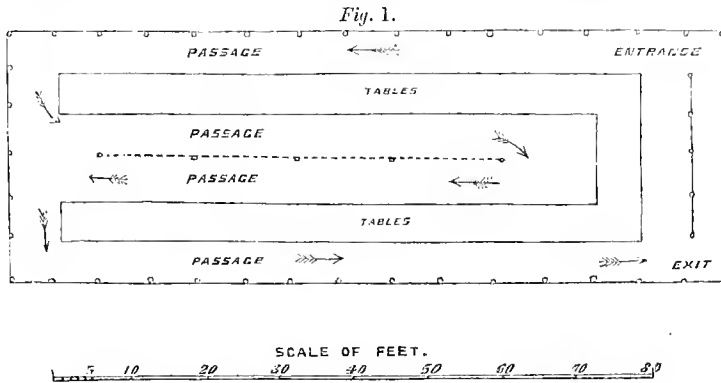 Fig. 1.
PASSAGE ENTRANCE
TABLES
PASSAGE
PASSAGE
TABLES
PASSAGE EXIT
SCALE OF FEET.
5 10 20 30 40 50 60 70 80